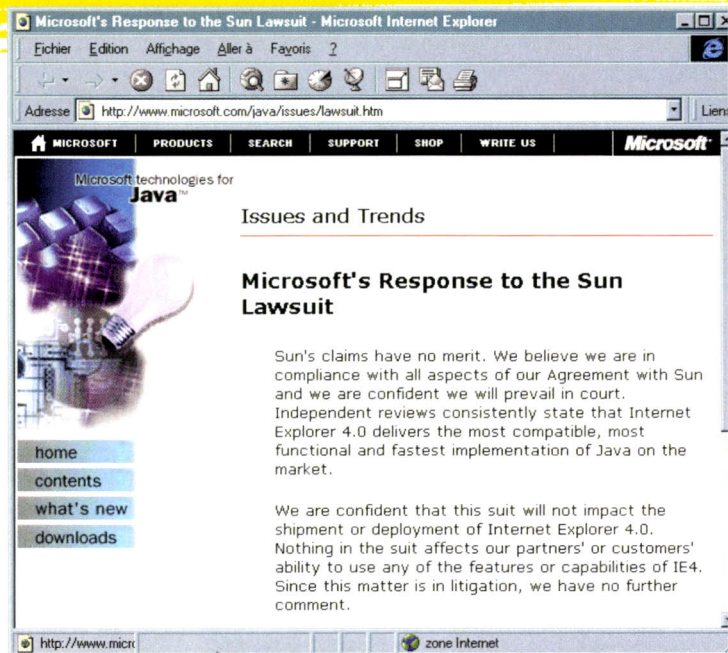 Microsoft's Response to the Sun Lawsuit - Microsoft Internet Explorer
Fichier Edition Affichage Aller à Favoris ?
Adresse http://www.microsoft.com/java/issues/lawsuit.htm Liens
MICROSOFT PRODUCTS SEARCH SUPPORT SHOP WRITE US Microsoft
Microsoft technologies for
Java™
Issues and Trends
Microsoft's Response to the Sun
Lawsuit
Sun's claims have no merit. We believe we are in
compliance with all aspects of our Agreement with Sun
and we are confident we will prevail in court.
Independent reviews consistently state that Internet
Explorer 4.0 delivers the most compatible, most
functional and fastest implementation of Java on the
market.
home
contents
what's new
downloads
We are confident that this suit will not impact the
shipment or deployment of Internet Explorer 4.0.
Nothing in the suit affects our partners' or customers'
ability to use any of the features or capabilities of IE4.
Since this matter is in litigation, we have no further
comment.
http://www.micro zone Internet